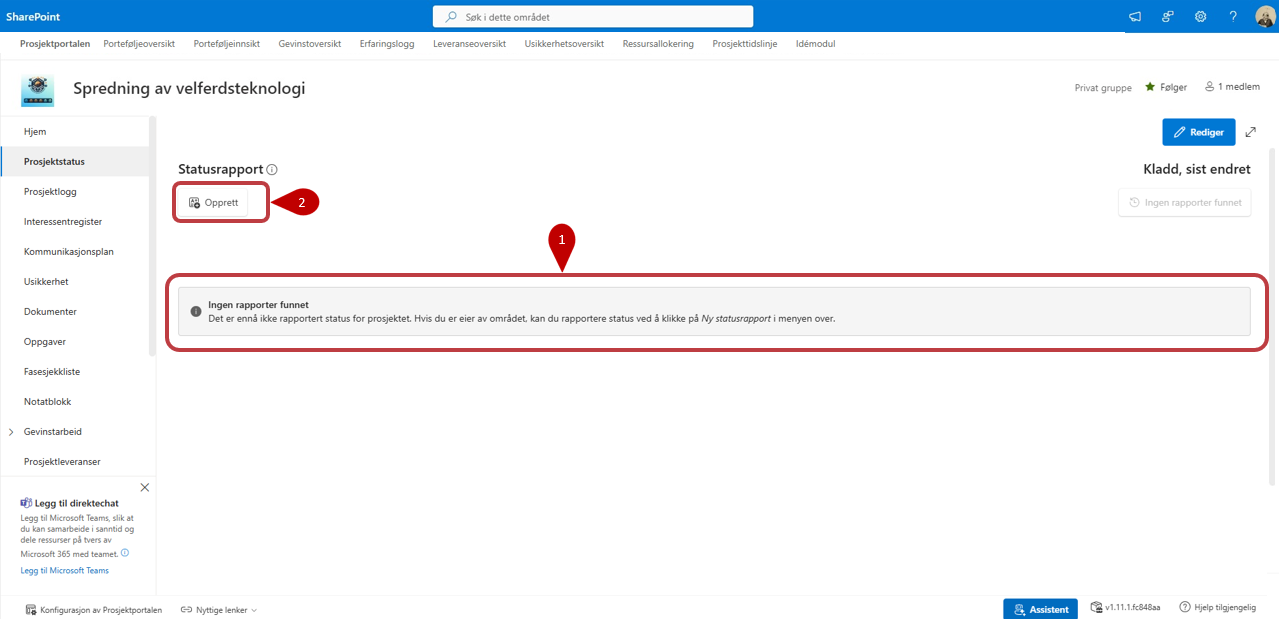 SharePoint
Søk i dette området
Prosjektportalen Porteføljeoversikt Porteføljeinnsikt Gevinstoversikt Erfaringslogg Leveranseoversikt Usikkerhetsoversikt Ressursallokering Prosjekttidslinje Idémodul
Spredning av velferdsteknologi
Privat gruppe Følger 1 medlem
Hjem
Prosjektstatus
Prosjektlogg
Interessentregister
Kommunikasjonsplan
Usikkerhet
Dokumenter
Oppgaver
Fasesjekkliste
Notatblokk
Gevinstarbeid
Prosjektleveranser
Legg til direktechat
Legg til Microsoft Teams, slik at
du kan samarbeide i sanntid og
dele ressurser på tvers av
Microsoft 365 med teamet.
Legg til Microsoft Teams
Rediger
Statusrapport
Kladd, sist endret
Opprett
2
Ingen rapporter funnet
1
Ingen rapporter funnet
Det er ennå ikke rapportert status for prosjektet. Hvis du er eier av området, kan du rapportere status ved å klikke på Ny statusrapport i menyen over.
Konfigurasjon av Prosjektportalen Nyttige lenker
Assistent v1.11.1.fc848aa Hjelp tilgjengelig